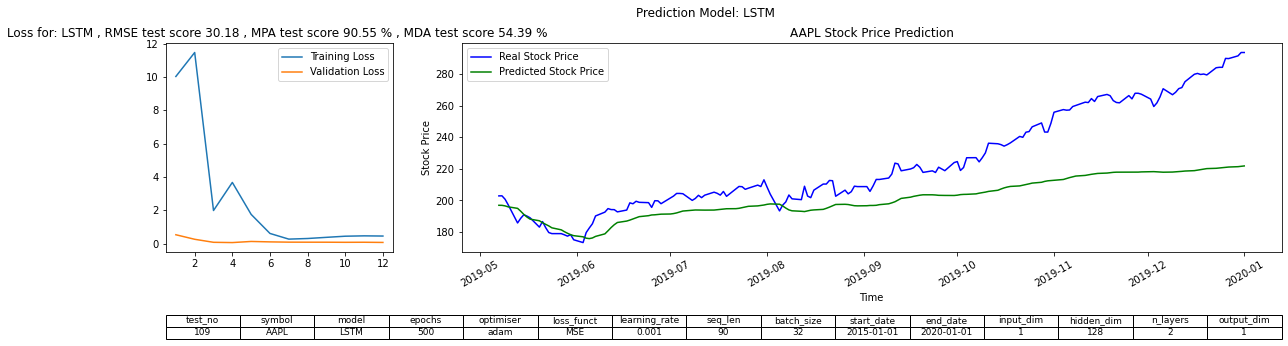 Prediction Model: LSTM
Loss for: LSTM , RMSE test score 30.18 , MPA test score 90.55 % , MDA test score 54.39 %
AAPL Stock Price Prediction
Training Loss
Validation Loss
12
10
8
6
4
2
0
2 4 6 8 10 12
Real Stock Price
Predicted Stock Price
Stock Price
280
260
240
220
200
180
2019-05 2019-06 2019-07 2019-08 2019-09 2019-10 2019-11 2019-12 2020-01
Time
test_no symbol model epochs optimiser loss_funct learning_rate seq_len batch_size start_date end_date input_dim hidden_dim n_layers output_dim
109 AAPL LSTM 500 adam MSE 0.001 90 32 2015-01-01 2020-01-01 1 128 2 1